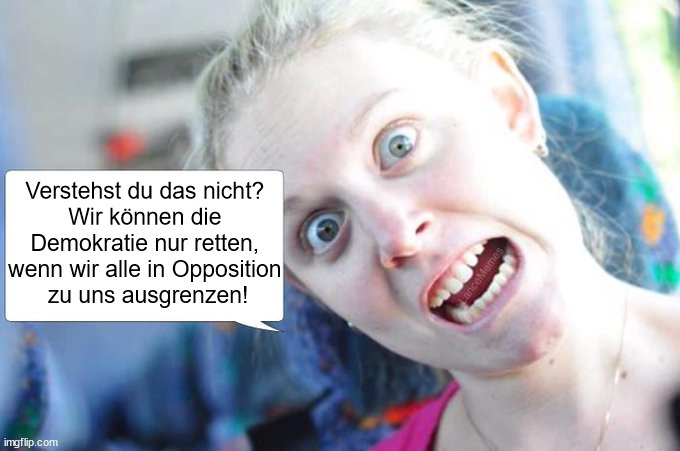 Verstehst du das nicht?
Wir können die
Demokratie nur retten,
wenn wir alle in Opposition
zu uns ausgrenzen!
LanceMemes
imgflip.com